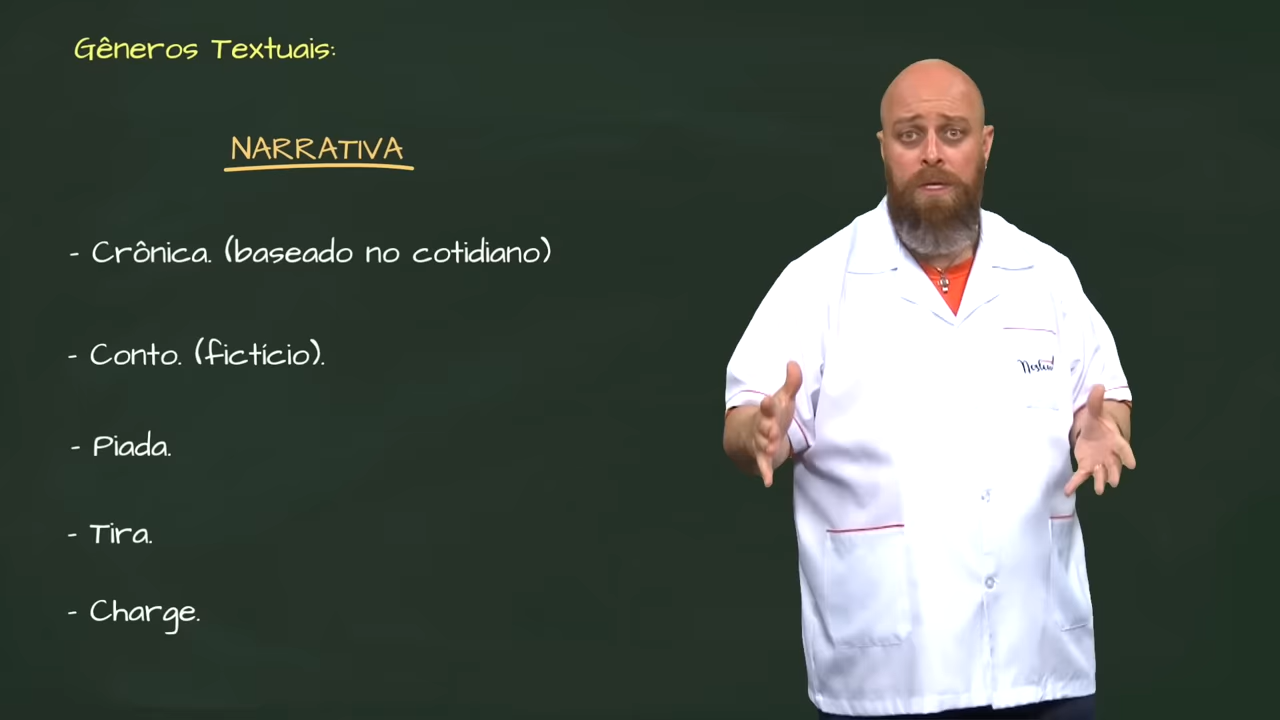 Gêneros Textuais:
NARRATIVA
- Crônica. (baseado no cotidiano)
- Conto. (fictício).
- Piada.
- Tira.
- Charge.